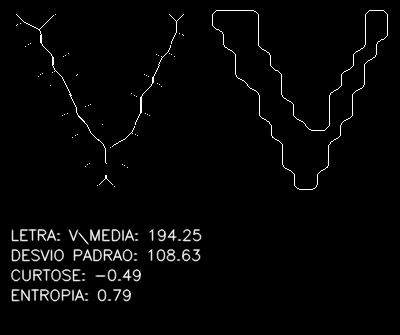 LETRA: V\MEDIA: 194.25
DESVIO PADRAO: 108.63
CURTOSE: -0.49
ENTROPIA: 0.79